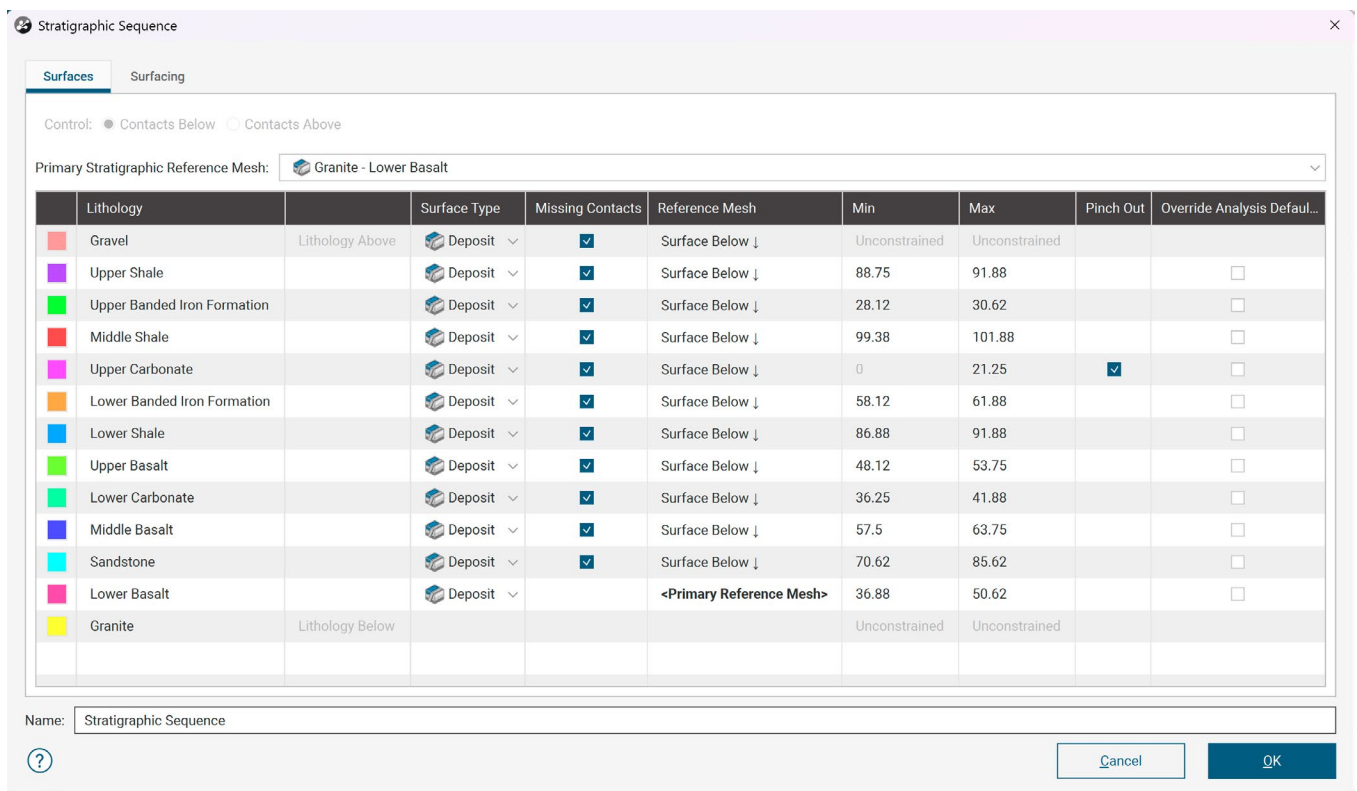 Stratigraphic Sequence
Surfaces Surfacing
Control: Contacts Below Contacts Above
Primary Stratigraphic Reference Mesh: Granite - Lower Basalt
Lithology Surface Type Missing Contacts Reference Mesh Min Max Pinch Out Override Analysis Defaul...
Gravel Lithology Above Deposit Surface Below ↓ Unconstrained Unconstrained
Upper Shale Deposit Surface Below ↓ 88.75 91.88
Upper Banded Iron Formation Deposit Surface Below ↓ 28.12 30.62
Middle Shale Deposit Surface Below ↓ 99.38 101.88
Upper Carbonate Deposit Surface Below ↓ 0 21.25
Lower Banded Iron Formation Deposit Surface Below ↓ 58.12 61.88
Lower Shale Deposit Surface Below ↓ 86.88 91.88
Upper Basalt Deposit Surface Below ↓ 48.12 53.75
Lower Carbonate Deposit Surface Below ↓ 36.25 41.88
Middle Basalt Deposit Surface Below ↓ 57.5 63.75
Sandstone Deposit Surface Below ↓ 70.62 85.62
Lower Basalt Deposit <Primary Reference Mesh> 36.88 50.62
Granite Lithology Below Unconstrained Unconstrained
Name: Stratigraphic Sequence
? Cancel OK